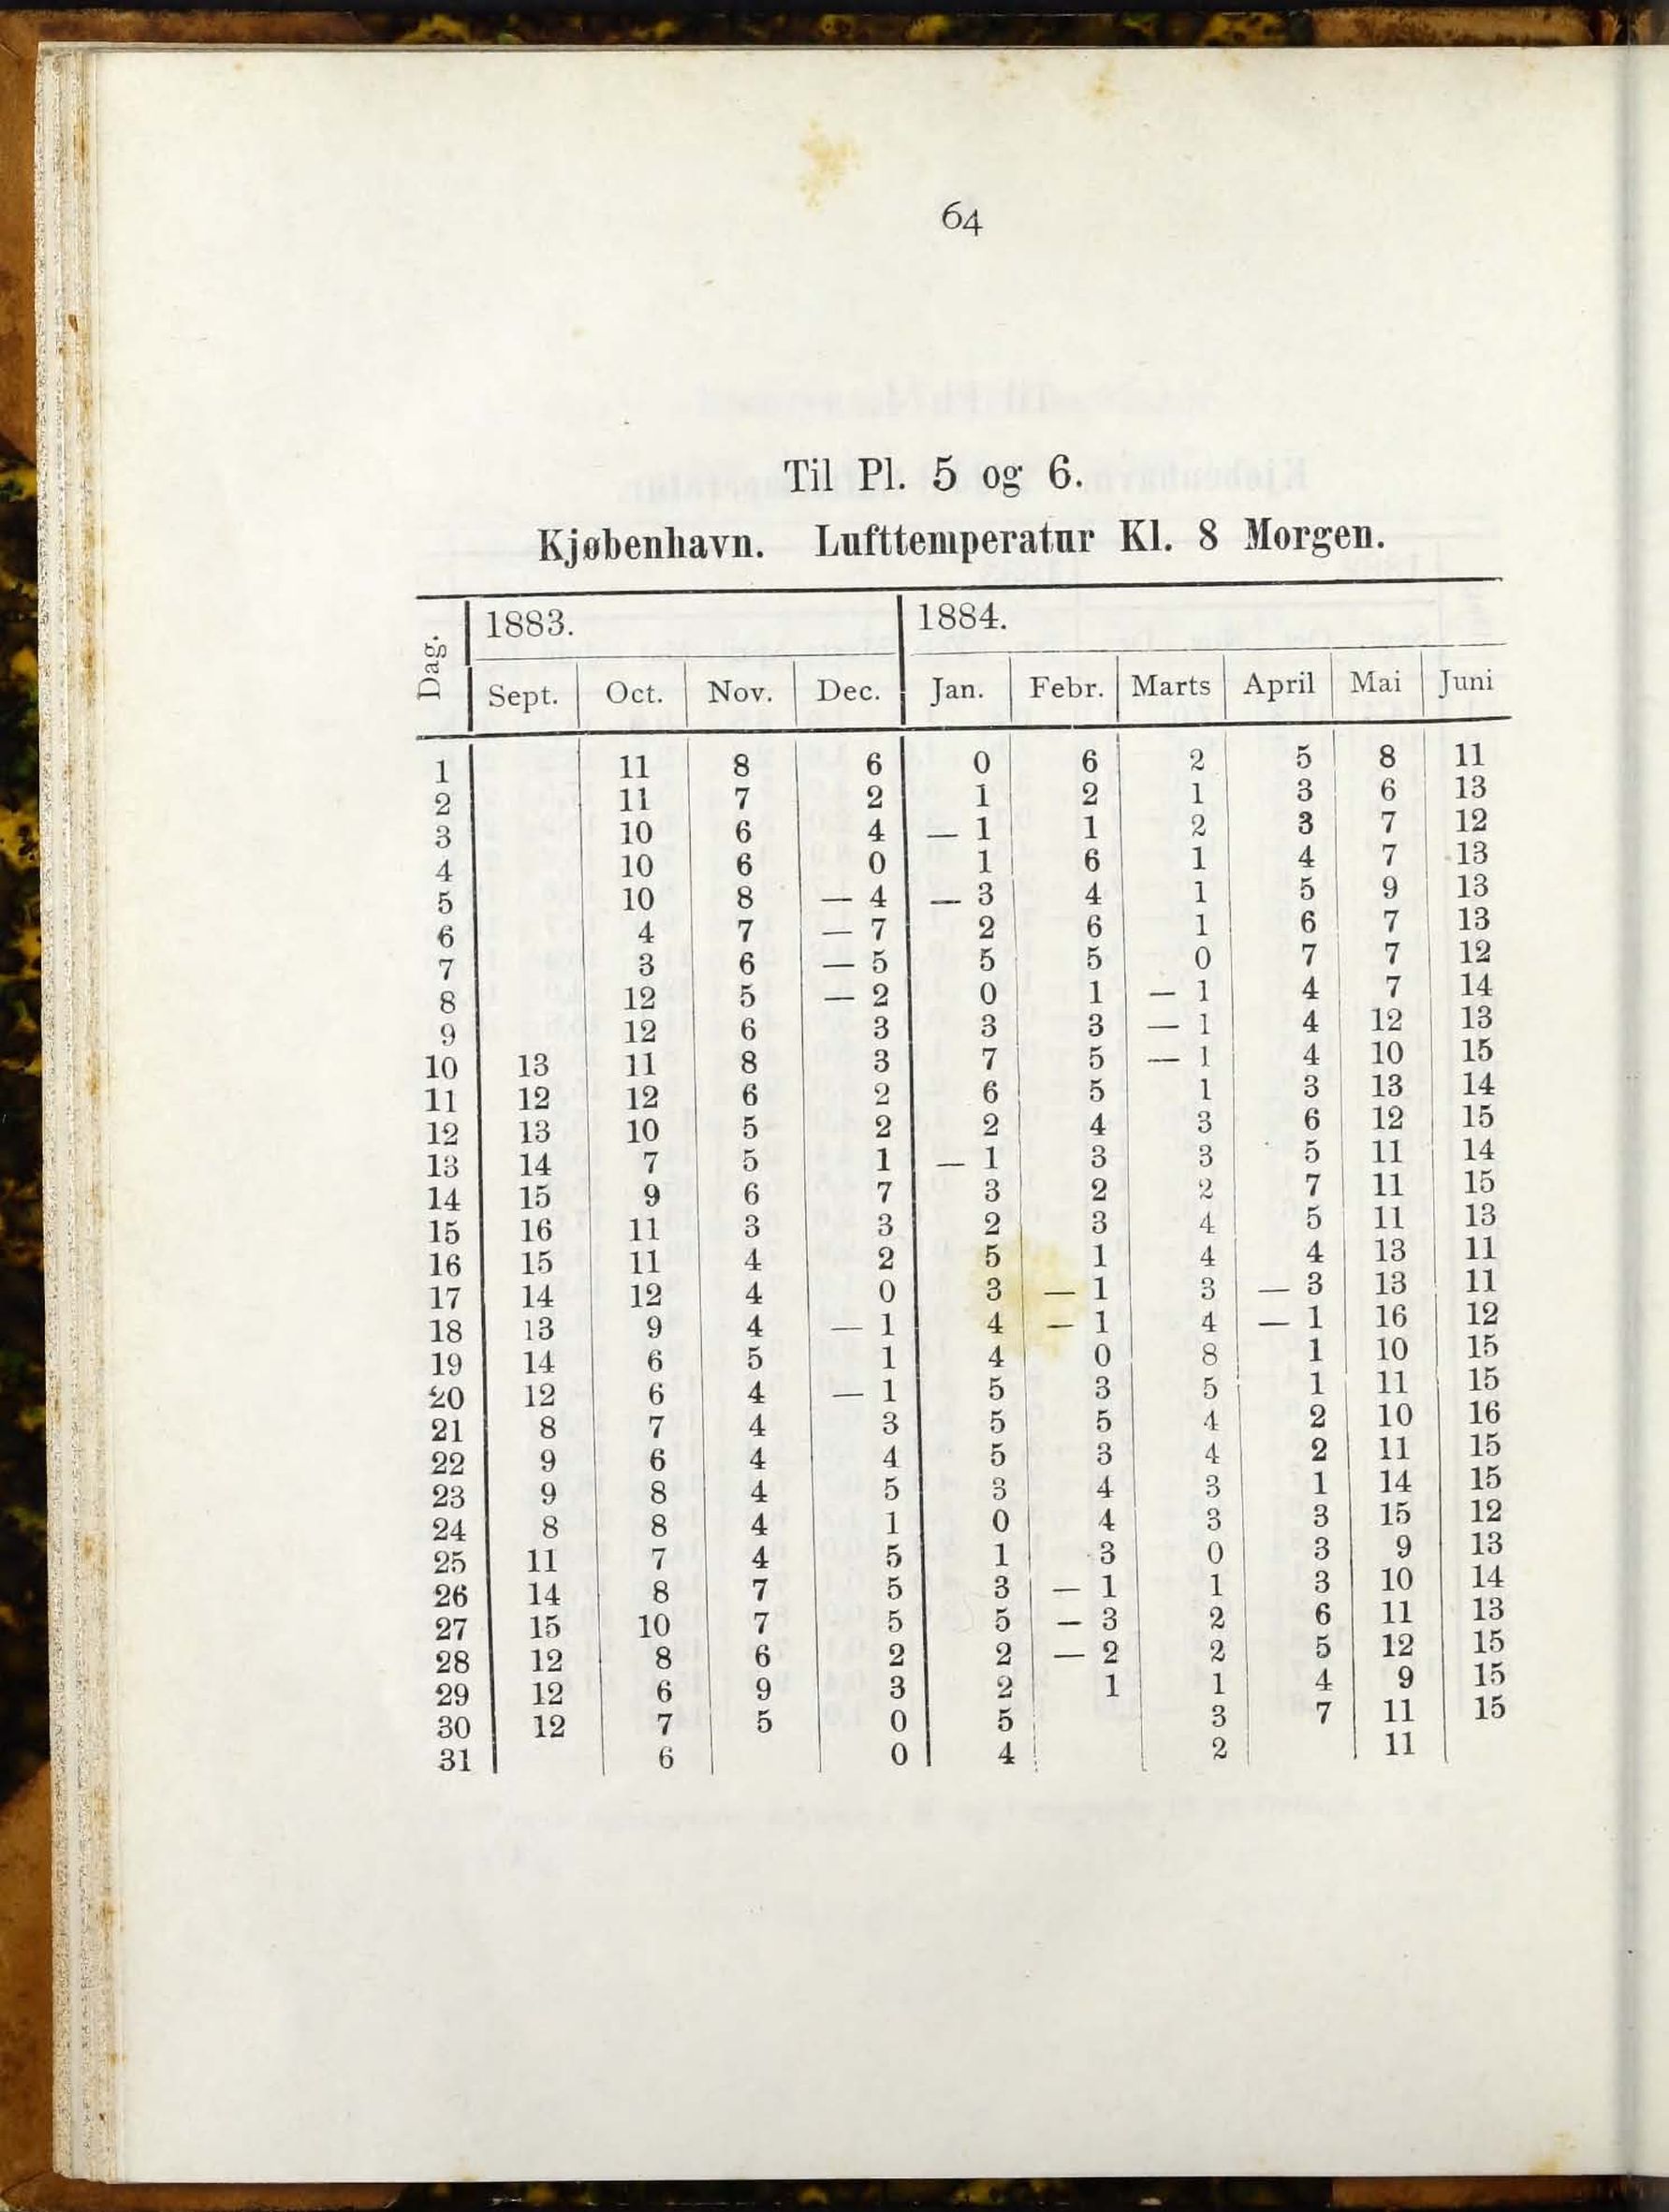 64
Til Pl. 5 og 6.
Kjøbenhavn. Lufttemperatur Kl. 8 Morgen.
Dag. 1883. 1884.
Sept. Oct. Nov. Dec. Jan. Febr. Marts April Mai Juni
1 11 8 6 0 6 2 5 8 11
2 11 7 2 1 2 1 3 6 13
3 10 6 4 — 1 1 2 3 7 12
4 10 6 0 1 6 1 4 7 13
5 10 8 — 4 — 3 4 1 5 9 13
6 4 7 — 7 2 6 1 6 7 13
7 3 6 — 5 5 5 0 7 7 12
8 12 5 — 2 0 1 — 1 4 7 14
9 12 6 3 3 3 — 1 4 12 13
10 13 11 8 3 7 5 — 1 4 10 15
11 12 12 6 2 6 5 1 3 13 14
12 13 10 5 2 2 4 3 6 12 15
13 14 7 5 1 — 1 3 3 5 11 14
14 15 9 6 7 3 2 2 7 11 15
15 16 11 3 3 2 3 4 5 11 13
16 15 11 4 2 5 1 4 4 13 11
17 14 12 4 0 3 — 1 3 — 3 13 11
18 13 9 4 — 1 4 — 1 4 — 1 16 12
19 14 6 5 1 4 0 8 1 10 15
20 12 6 4 — 1 5 3 5 1 11 15
21 8 7 4 3 5 5 4 2 10 16
22 9 6 4 4 5 3 4 2 11 15
23 9 8 4 5 3 4 3 1 14 15
24 8 8 4 1 0 4 3 3 15 12
25 11 7 4 5 1 3 0 3 9 13
26 14 8 7 5 3 — 1 1 3 10 14
27 15 10 7 5 5 — 3 2 6 11 13
28 12 8 6 2 2 — 2 2 5 12 15
29 12 6 9 3 2 1 1 4 9 15
30 12 7 5 0 5 3 7 11 15
31 6 0 4 2 11